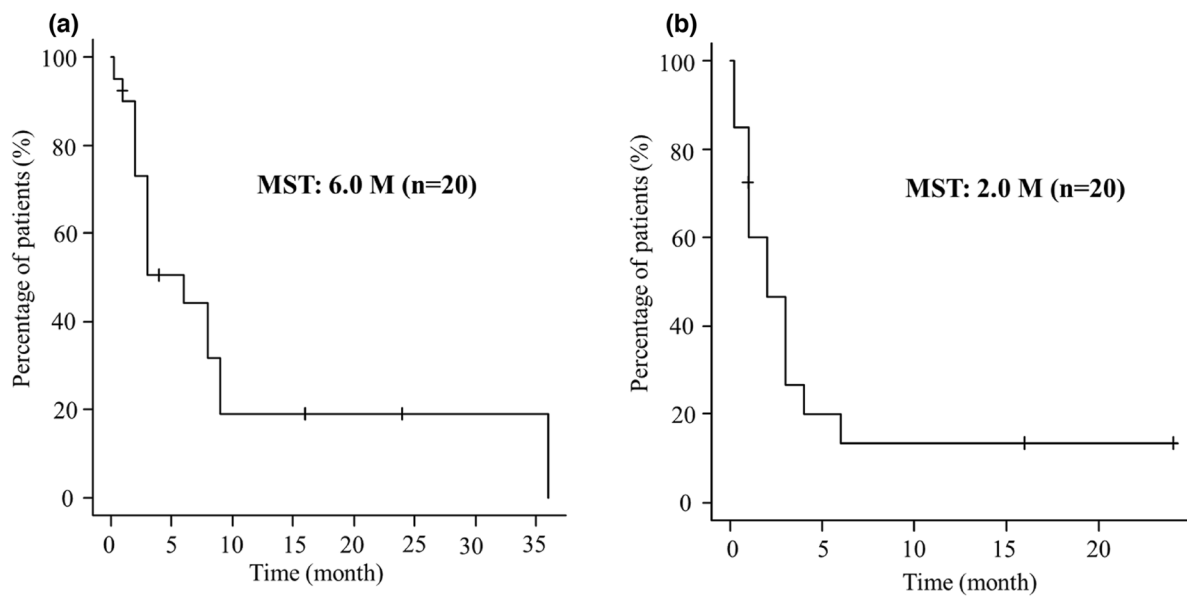 (a)
100
80
60
40
20
0
Percentage of patients (%)
MST: 6.0 M (n=20)
0 5 10 15 20 25 30 35
Time (month)
(b)
100
80
60
40
20
0
Percentage of patients (%)
MST: 2.0 M (n=20)
0 5 10 15 20
Time (month)